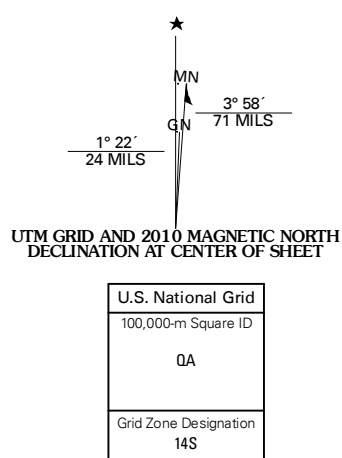 MN
3° 58´
71 MILS
GN
1° 22´
24 MILS
UTM GRID AND 2010 MAGNETIC NORTH
DECLINATION AT CENTER OF SHEET
U.S. National Grid
100,000-m Square ID
QA
Grid Zone Designation
14S